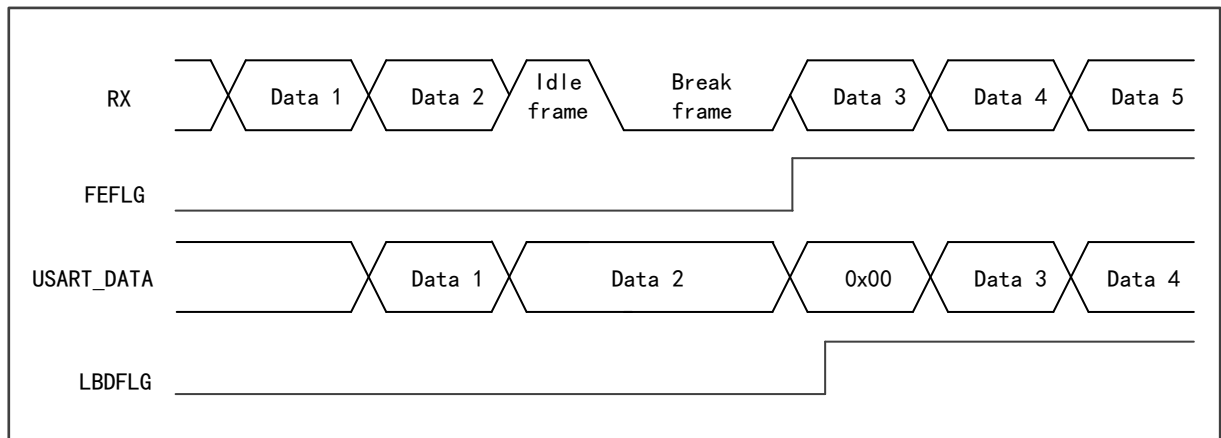 RX
Data 1
Data 2
Idle
frame
Break
frame
Data 3
Data 4
Data 5
FEFLG
USART_DATA
Data 1
Data 2
0x00
Data 3
Data 4
LBDFLG